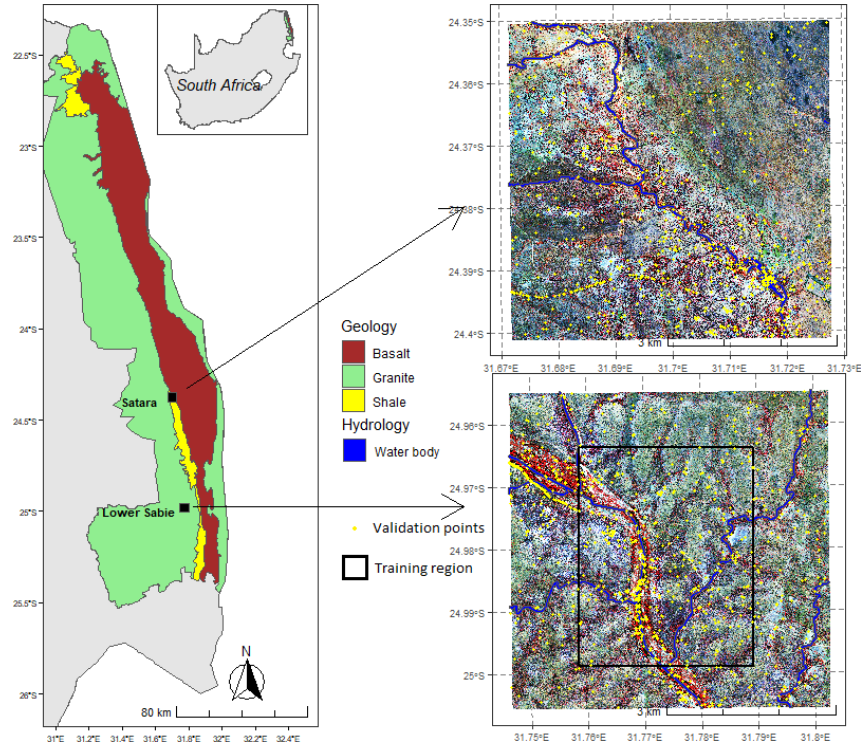 22.5°S
23°S
23.5°S
24°S
24.5°S
25°S
25.5°S
26°S
31°E 31.2°E 31.4°E 31.6°E 31.8°E 32°E 32.2°E 32.4°E
South Africa
Satara
Lower Sabie
N
80 km
Geology
Basalt
Granite
Shale
Hydrology
Water body
Validation points
Training region
24.35°S
24.36°S
24.37°S
24.38°S
24.39°S
24.4°S
3 km
31.67°E 31.68°E 31.69°E 31.7°E 31.71°E 31.72°E 31.73°E
24.96°S
24.97°S
24.98°S
24.99°S
25°S
3 km
31.75°E 31.76°E 31.77°E 31.78°E 31.79°E 31.8°E